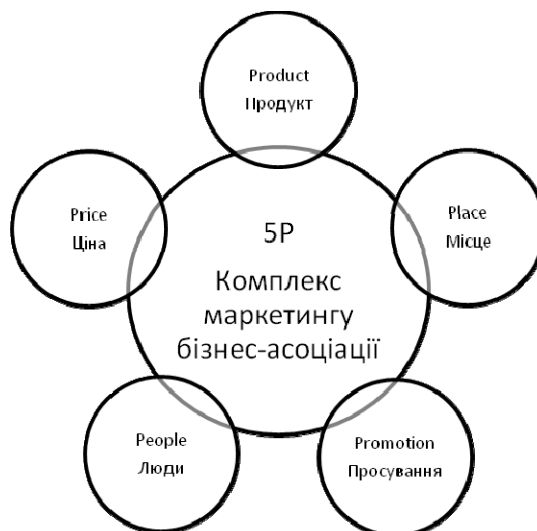 Product
Продукт
Price
Ціна
Place
Місце
5P
Комплекс
маркетингу
бізнес-асоціації
People
Люди
Promotion
Просування